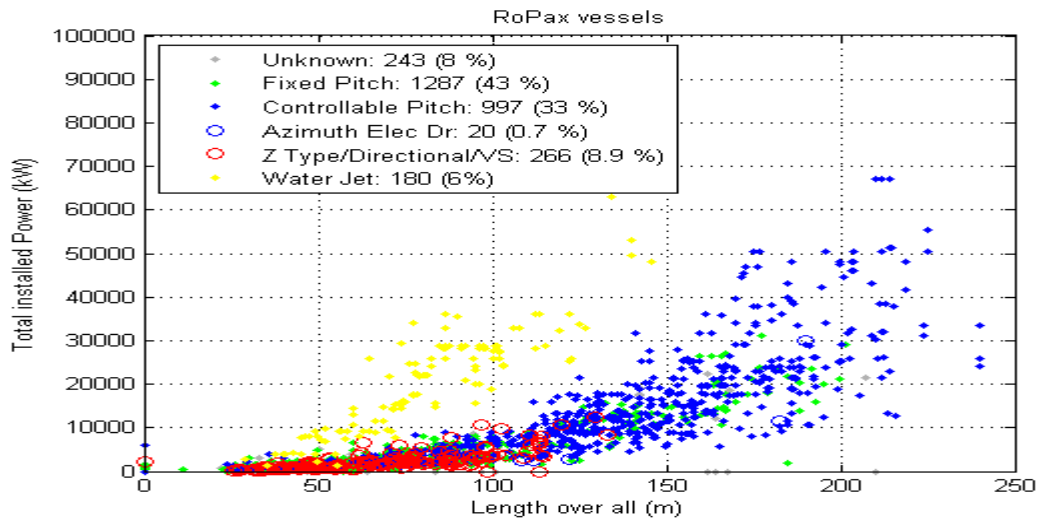 RoPax vessels
100000
90000
80000
70000
60000
50000
40000
30000
20000
10000
0
Total installed Power (kW)
Unknown: 243 (8 %)
Fixed Pitch: 1287 (43 %)
Controllable Pitch: 997 (33 %)
Azimuth Elec Dr: 20 (0.7 %)
Z Type/Directional/VS: 266 (8.9 %)
Water Jet: 180 (6%)
0 50 100 150 200 250
Length over all (m)